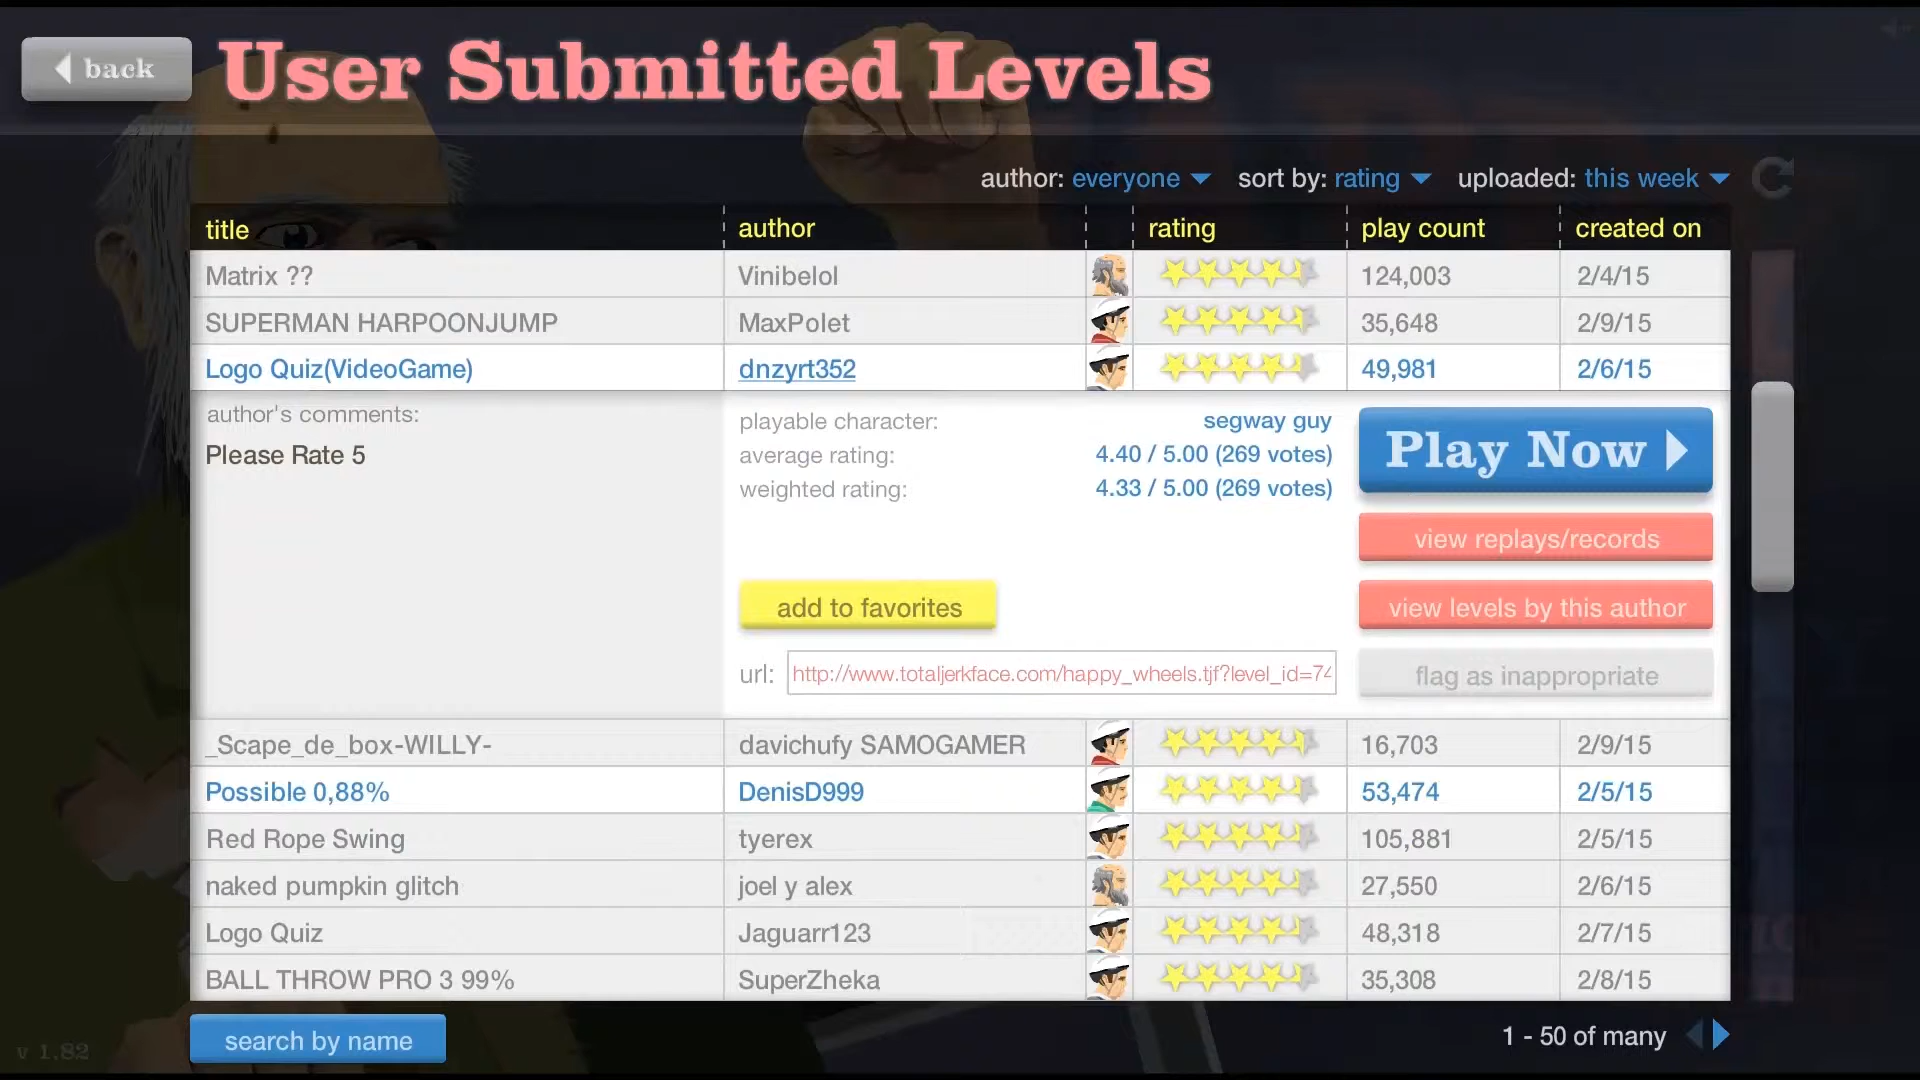 back
User Submitted Levels
author: everyone sort by: rating uploaded: this week
title author rating play count created on
Matrix ?? Vinibelol 124,003 2/4/15
SUPERMAN HARPOONJUMP MaxPolet 35,648 2/9/15
Logo Quiz(VideoGame) dnzyrt352 49,981 2/6/15
author's comments:
Please Rate 5
playable character: segway guy
average rating: 4.40 / 5.00 (269 votes)
weighted rating: 4.33 / 5.00 (269 votes)
Play Now
view replays/records
add to favorites
view levels by this author
url: http://www.totaljerkface.com/happy_wheels.tjf?level_id=74
flag as inappropriate
_Scape_de_box-WILLY- davichufy SAMOGAMER 16,703 2/9/15
Possible 0,88% DenisD999 53,474 2/5/15
Red Rope Swing tyerex 105,881 2/5/15
naked pumpkin glitch joel y alex 27,550 2/6/15
Logo Quiz Jaguarr123 48,318 2/7/15
BALL THROW PRO 3 99% SuperZheka 35,308 2/8/15
search by name
1 - 50 of many
v 1.82